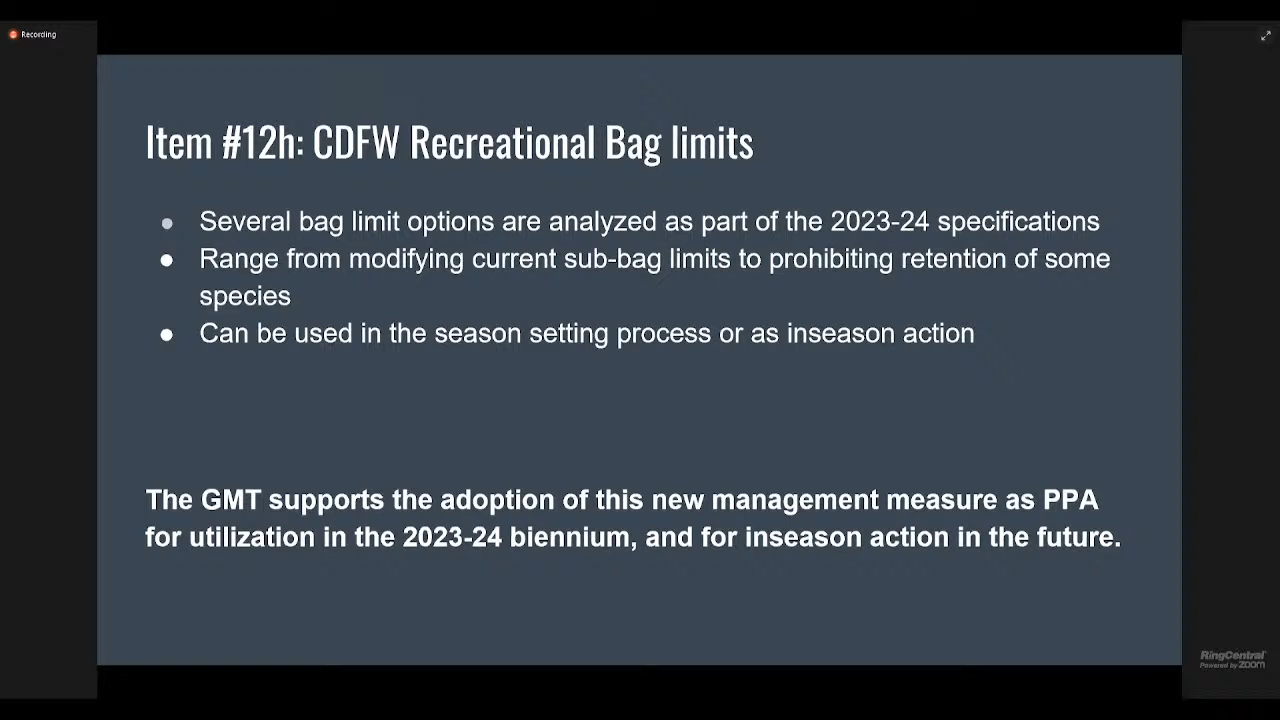 Recording
Item #12h: CDFW Recreational Bag limits
● Several bag limit options are analyzed as part of the 2023-24 specifications
● Range from modifying current sub-bag limits to prohibiting retention of some
species
● Can be used in the season setting process or as inseason action
The GMT supports the adoption of this new management measure as PPA
for utilization in the 2023-24 biennium, and for inseason action in the future.
RingCentral
Powered by zoom